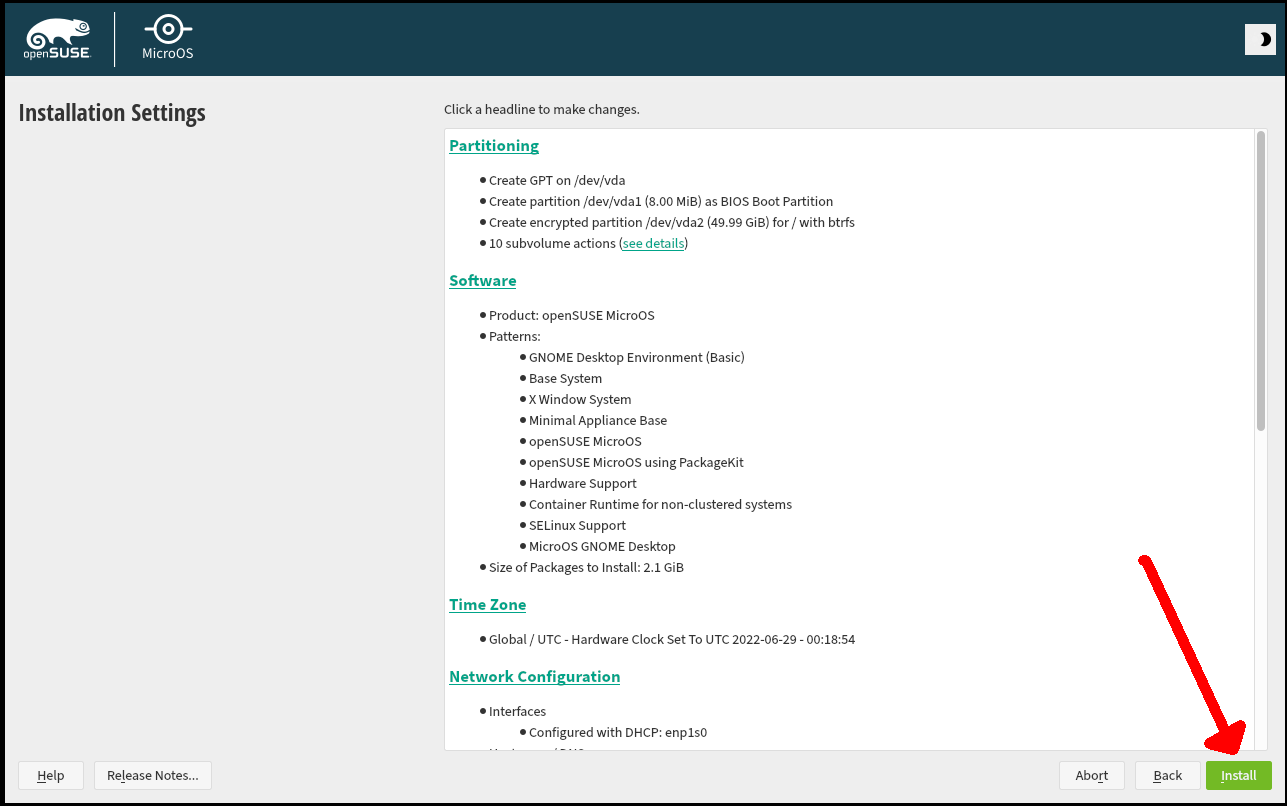 openSUSE
MicroOS
Installation Settings
Click a headline to make changes.
Partitioning
Create GPT on /dev/vda
Create partition /dev/vda1 (8.00 MiB) as BIOS Boot Partition
Create encrypted partition /dev/vda2 (49.99 GiB) for / with btrfs
10 subvolume actions (see details)
Software
Product: openSUSE MicroOS
Patterns:
GNOME Desktop Environment (Basic)
Base System
X Window System
Minimal Appliance Base
openSUSE MicroOS
openSUSE MicroOS using PackageKit
Hardware Support
Container Runtime for non-clustered systems
SELinux Support
MicroOS GNOME Desktop
Size of Packages to Install: 2.1 GiB
Time Zone
Global / UTC - Hardware Clock Set To UTC 2022-06-29 - 00:18:54
Network Configuration
Interfaces
Configured with DHCP: enp1s0
Help
Release Notes...
Abort
Back
Install